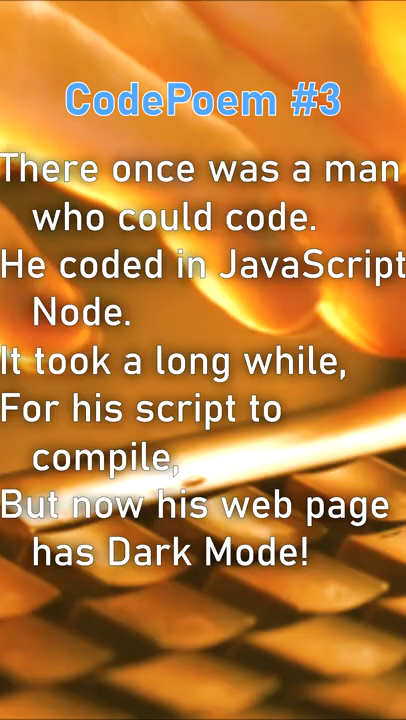 CodePoem #3
There once was a man
who could code.
He coded in JavaScript
Node.
It took a long while,
For his script to
compile,
But now his web page
has Dark Mode!